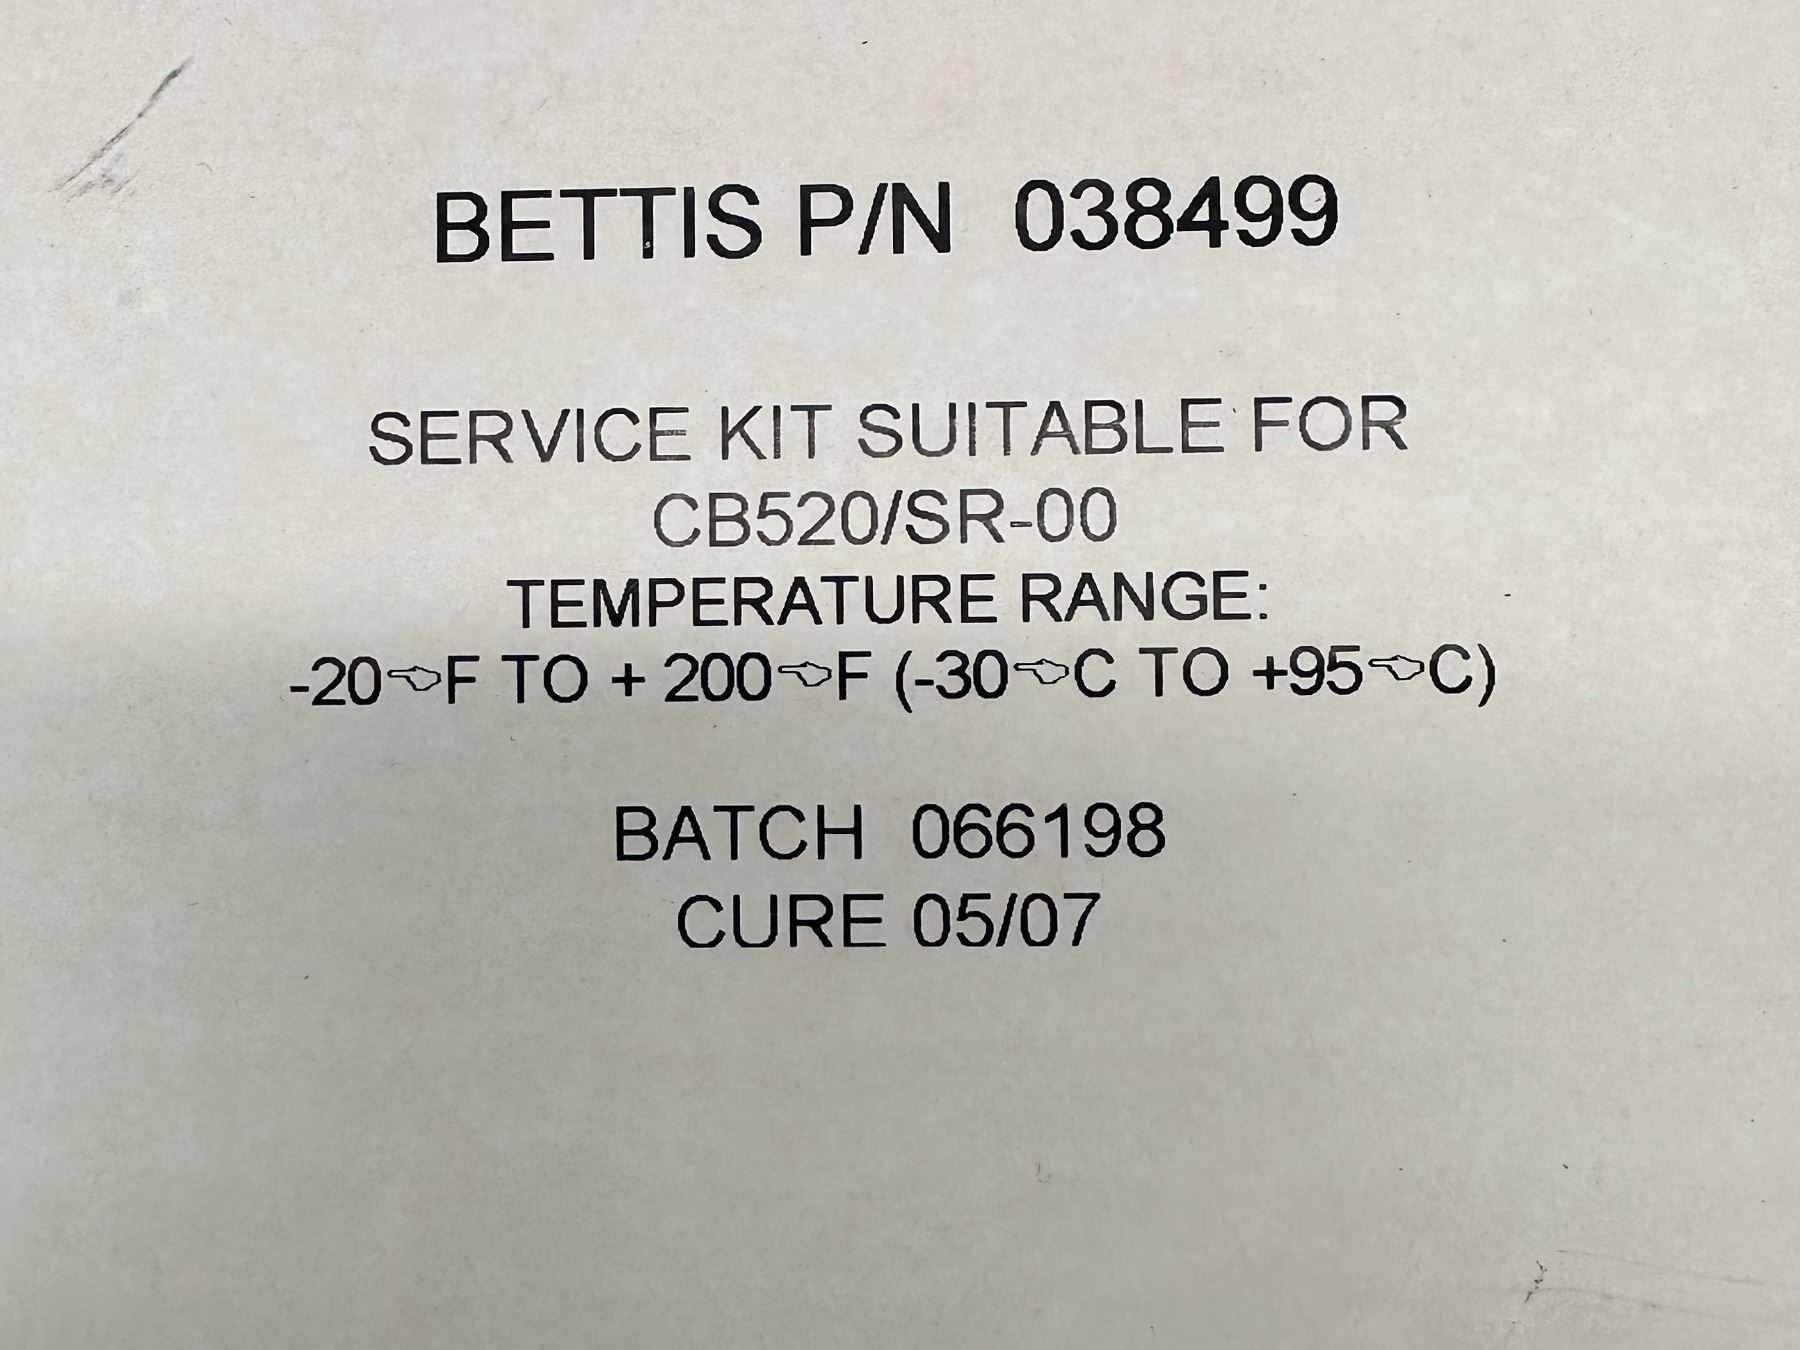 BETTIS P/N 038499
SERVICE KIT SUITABLE FOR
CB520/SR-00
TEMPERATURE RANGE:
-20☜F TO + 200☜F (-30☜C TO +95☜C)
BATCH 066198
CURE 05/07